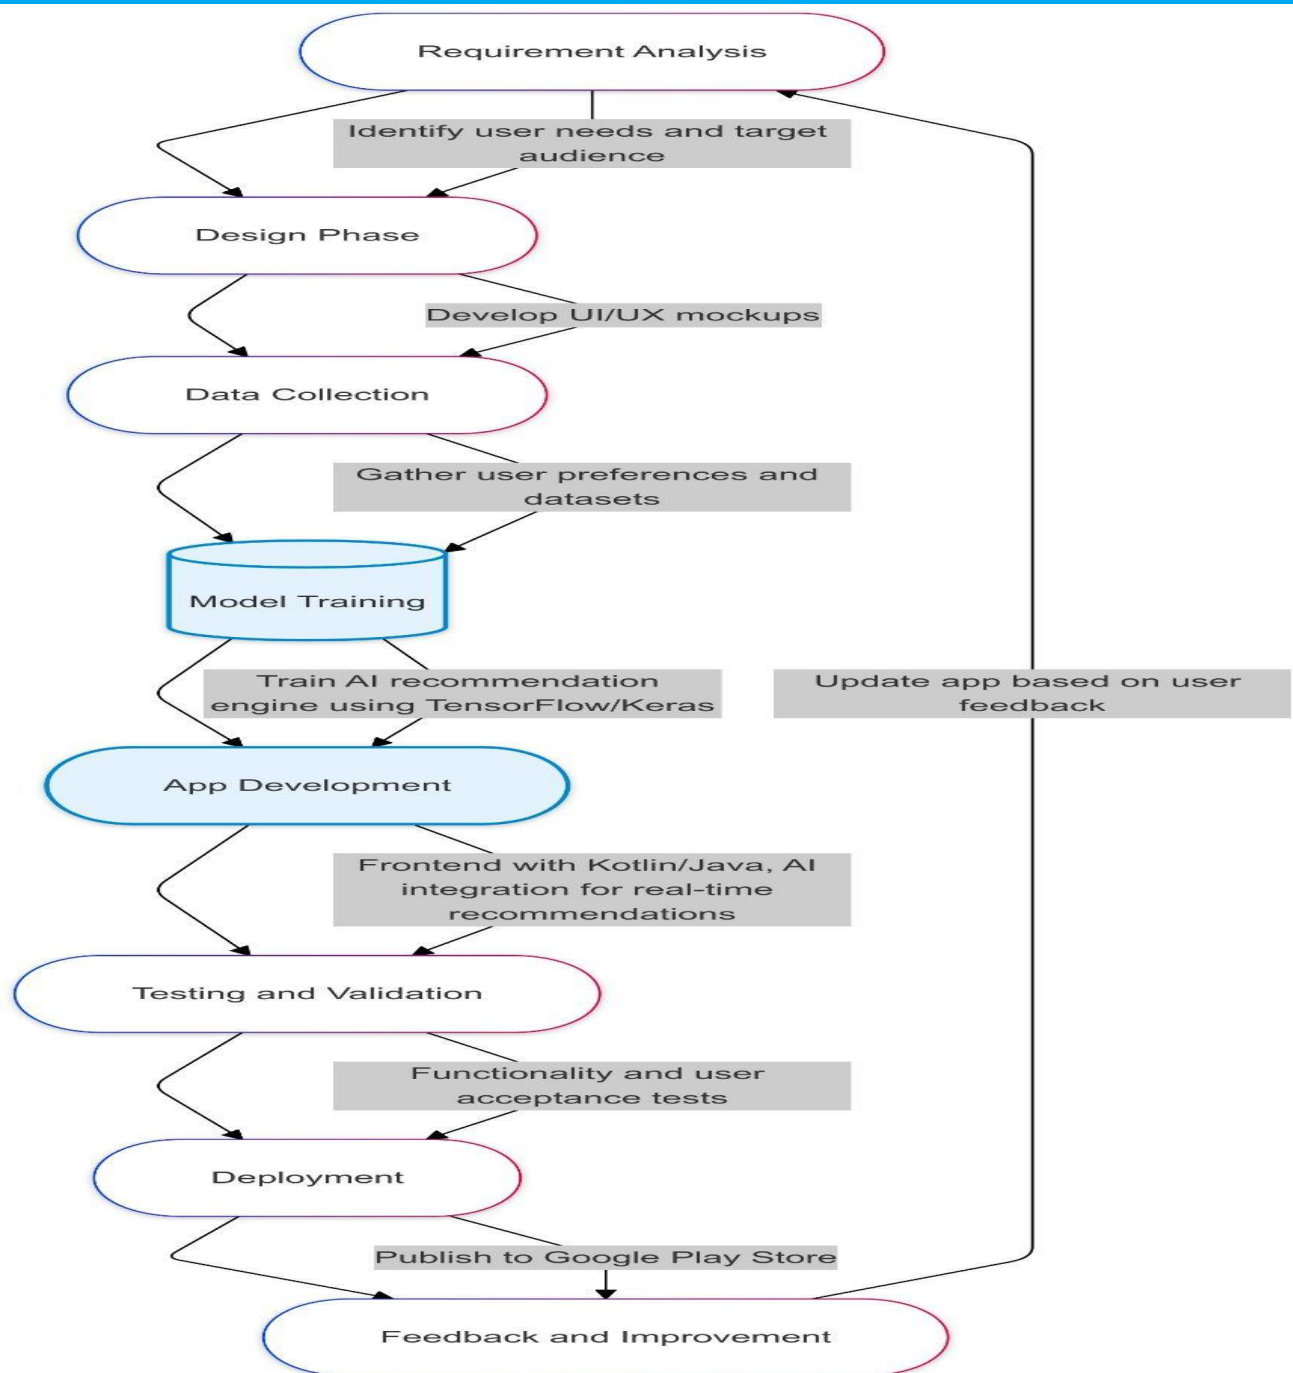 Requirement Analysis
Identify user needs and target
audience
Design Phase
Develop UI/UX mockups
Data Collection
Gather user preferences and
datasets
Model Training
Train AI recommendation
engine using TensorFlow/Keras
Update app based on user
feedback
App Development
Frontend with Kotlin/Java, AI
integration for real-time
recommendations
Testing and Validation
Functionality and user
acceptance tests
Deployment
Publish to Google Play Store
Feedback and Improvement